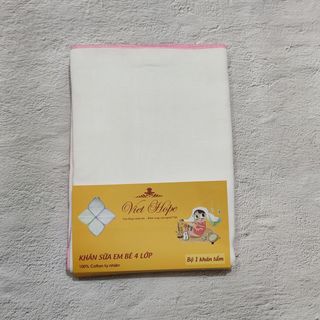 Viet Hope
KHĂN SỮA EM BÉ 4 LỚP
100% Cotton tự nhiên
Bộ 1 khăn tắm